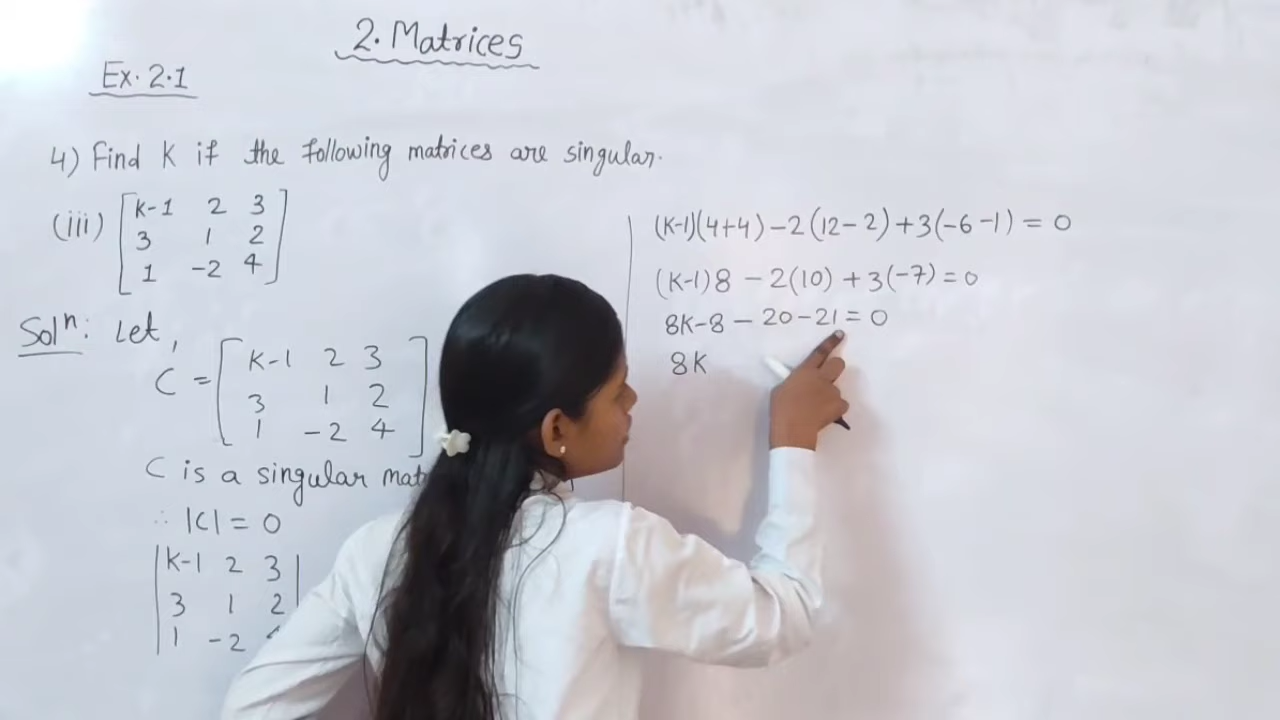 2. Matrices
Ex. 2.1
4) Find K if the following matrices are singular.
(iii) [K-1 2 3
3 1 2
1 -2 4]
Solⁿ: Let,
C = [K-1 2 3
3 1 2
1 -2 4]
C is a singular
∴ |C| = 0
|K-1 2 3|
3 1 2
1 -2
(K-1)(4+4) -2(12-2) +3(-6-1) = 0
(K-1)8 - 2(10) + 3(-7) = 0
8K-8 - 20-21 = 0
8K